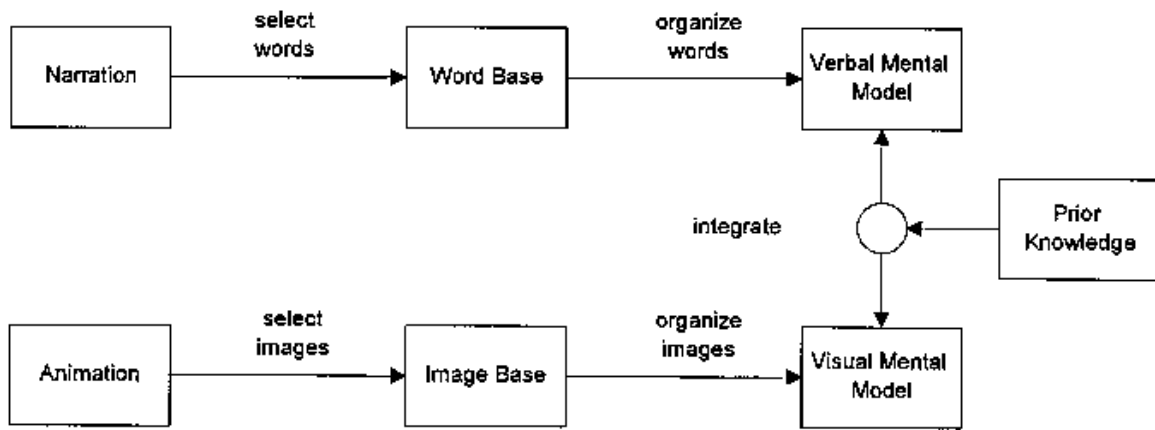 select
words
organize
words
Narration
Word Base
Verbal Mental
Model
integrate
Prior
Knowledge
select
images
organize
images
Animation
Image Base
Visual Mental
Model